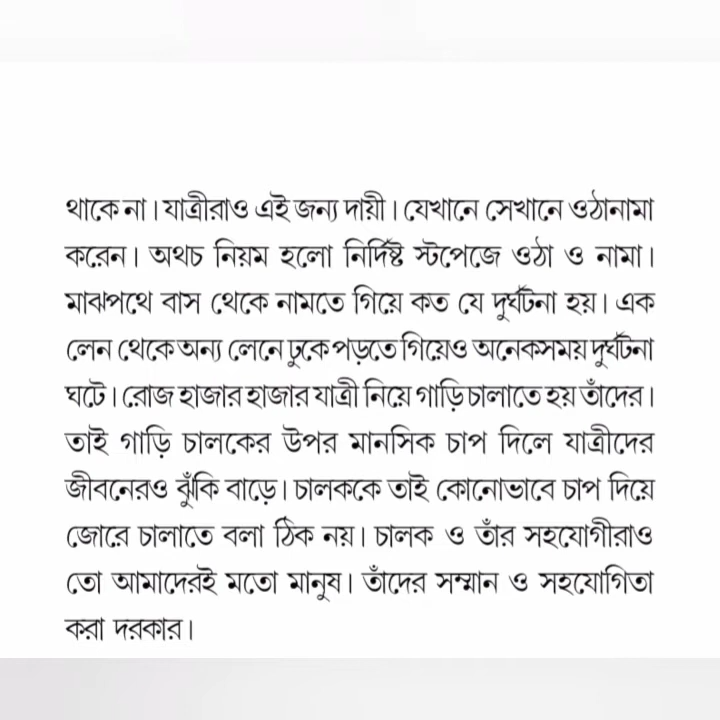 থাকে না। যাত্রীরাও এই জন্য দায়ী। যেখানে সেখানে ওঠানামা
করেন। অথচ নিয়ম হলো নির্দিষ্ট স্টপেজে ওঠা ও নামা।
মাঝপথে বাস থেকে নামতে গিয়ে কত যে দুর্ঘটনা হয়। এক
লেন থেকে অন্য লেনে ঢুকে পড়তে গিয়েও অনেকসময় দুর্ঘটনা
ঘটে। রোজ হাজার হাজার যাত্রী নিয়ে গাড়ি চালাতে হয় তাঁদের।
তাই গাড়ি চালকের উপর মানসিক চাপ দিলে যাত্রীদের
জীবনেরও ঝুঁকি বাড়ে। চালককে তাই কোনোভাবে চাপ দিয়ে
জোরে চালাতে বলা ঠিক নয়। চালক ও তাঁর সহযোগীরাও
তো আমাদেরই মতো মানুষ। তাঁদের সম্মান ও সহযোগিতা
করা দরকার।